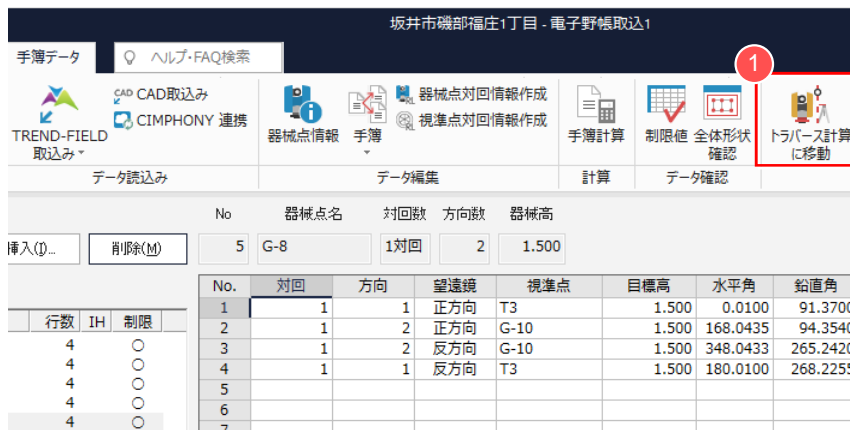 坂井市磯部福庄1丁目 - 電子野帳取込1
手簿データ
ヘルプ・FAQ検索
1
TREND-FIELD
取込み
CAD CAD取込み
CIMPHONY 連携
器械点情報
手簿
器械点対回情報作成
視準点対回情報作成
手簿計算
制限値
全体形状
確認
トラバース計算
に移動
データ読込み
データ編集
計算
データ確認
No 器械点名 対回数 方向数 器械高
挿入(I)... 削除(M) 5 G-8 1対回 2 1.500
行数 IH 制限
4 ○
4 ○
4 ○
4 ○
4 ○
No. 対回 方向 望遠鏡 視準点 目標高 水平角 鉛直角
1 1 1 正方向 T3 1.500 0.0100 91.3700
2 1 2 正方向 G-10 1.500 168.0435 94.3540
3 1 2 反方向 G-10 1.500 348.0433 265.2420
4 1 1 反方向 T3 1.500 180.0100 268.2255
5
6
7